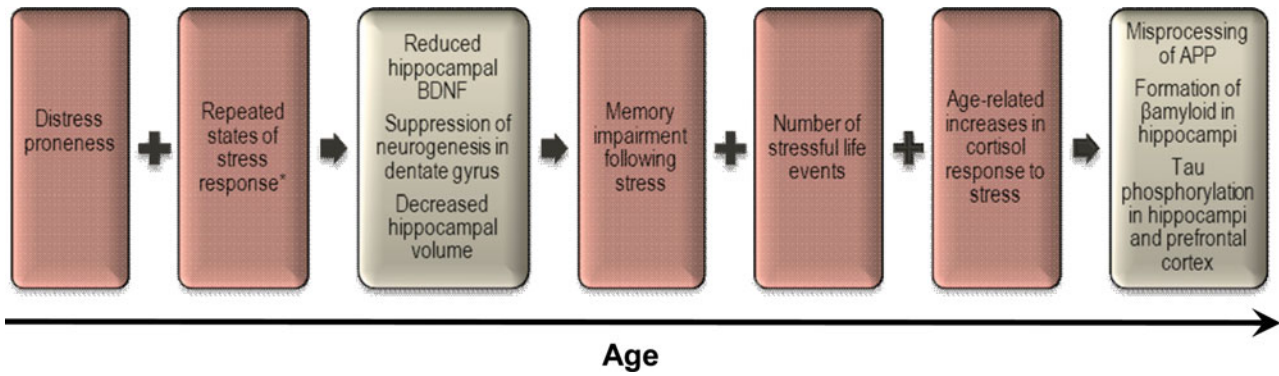 Distress
proneness
Repeated
states of
stress
response*
Reduced
hippocampal
BDNF
Suppression of
neurogenesis in
dentate gyrus
Decreased
hippocampal
volume
Memory
impairment
following
stress
Number of
stressful life
events
Age-related
increases in
cortisol
response to
stress
Misprocessing
of APP
Formation of
βamyloid in
hippocampi
Tau
phosphorylation
in hippocampi
and prefrontal
cortex
Age